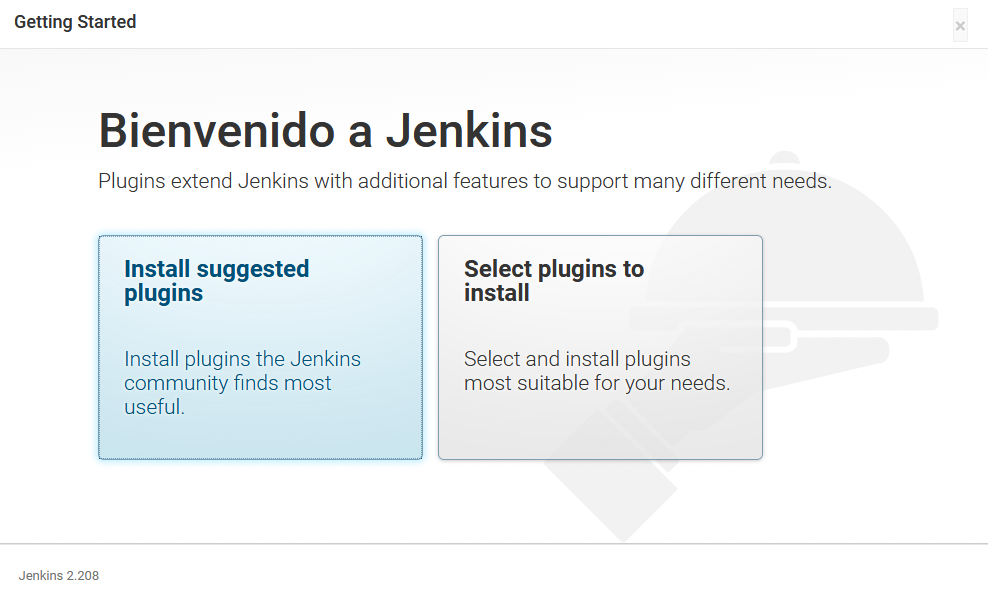 Getting Started
×
Bienvenido a Jenkins
Plugins extend Jenkins with additional features to support many different needs.
Install suggested
plugins
Install plugins the Jenkins
community finds most
useful.
Select plugins to
install
Select and install plugins
most suitable for your needs.
Jenkins 2.208